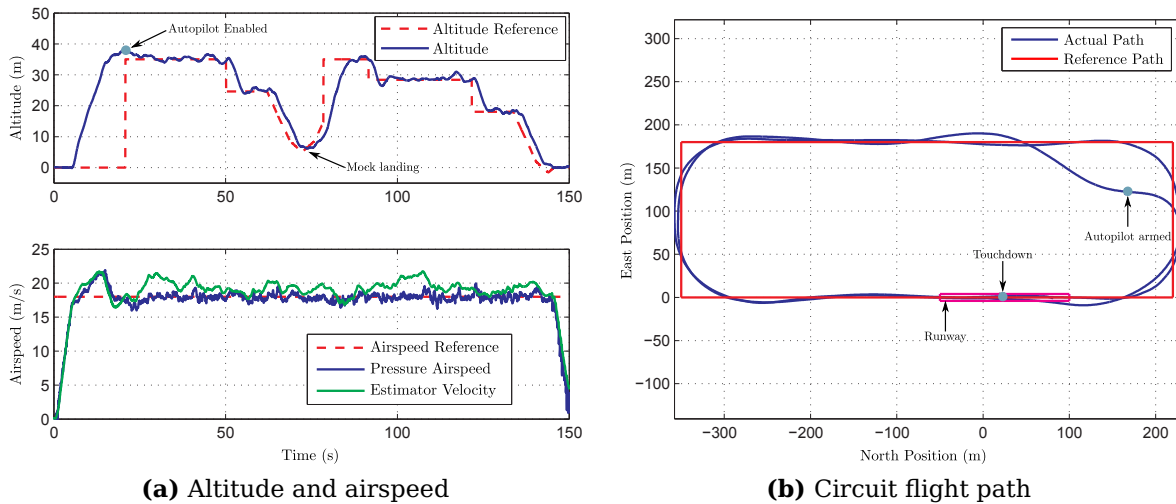 50
40
30
20
10
0
Altitude (m)
Autopilot Enabled
Altitude Reference
Altitude
Mock landing
0
50
100
150
25
20
15
10
5
0
Airspeed (m/s)
Airspeed Reference
Pressure Airspeed
Estimator Velocity
0
50
100
150
Time (s)
(a) Altitude and airspeed
300
250
200
150
100
50
0
−50
−100
East Position (m)
Actual Path
Reference Path
Autopilot armed
Touchdown
Runway
−300
−200
−100
0
100
200
North Position (m)
(b) Circuit flight path